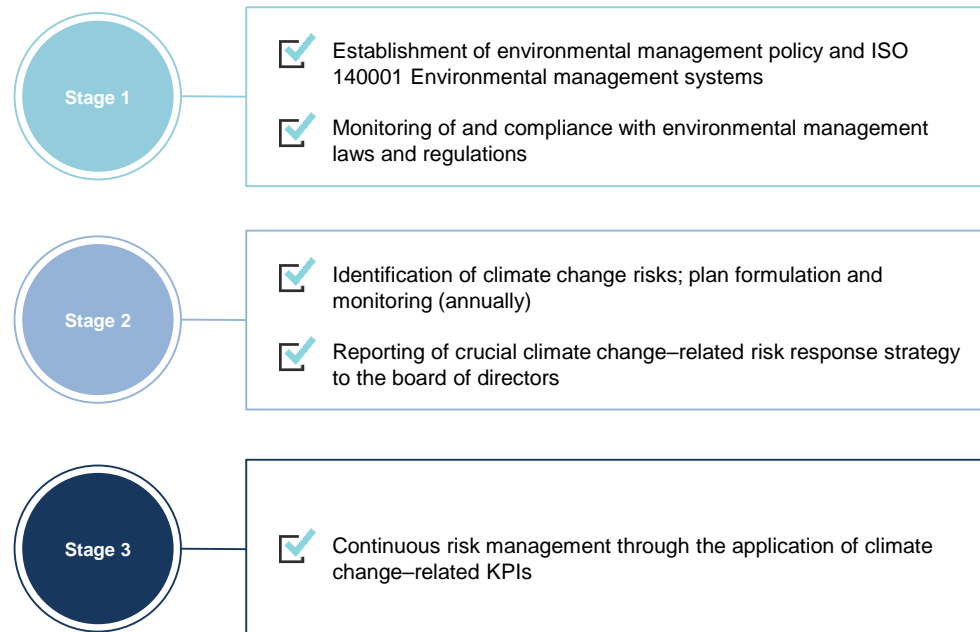 Stage 1
Establishment of environmental management policy and ISO
140001 Environmental management systems
Monitoring of and compliance with environmental management
laws and regulations
Stage 2
Identification of climate change risks; plan formulation and
monitoring (annually)
Reporting of crucial climate change–related risk response strategy
to the board of directors
Stage 3
Continuous risk management through the application of climate
change–related KPIs